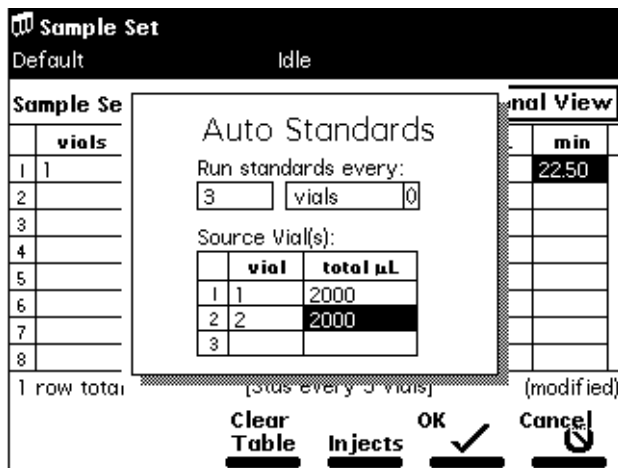 Sample Set
Default Idle
Sample Se
nal View
vials min
1 1 22.50
2
3
4
5
6
7
8
Auto Standards
Run standards every:
3 vials 0
Source Vial(s):
vial total µL
1 1 2000
2 2 2000
3
1 row total (modified)
Clear Table Injects OK Cancel